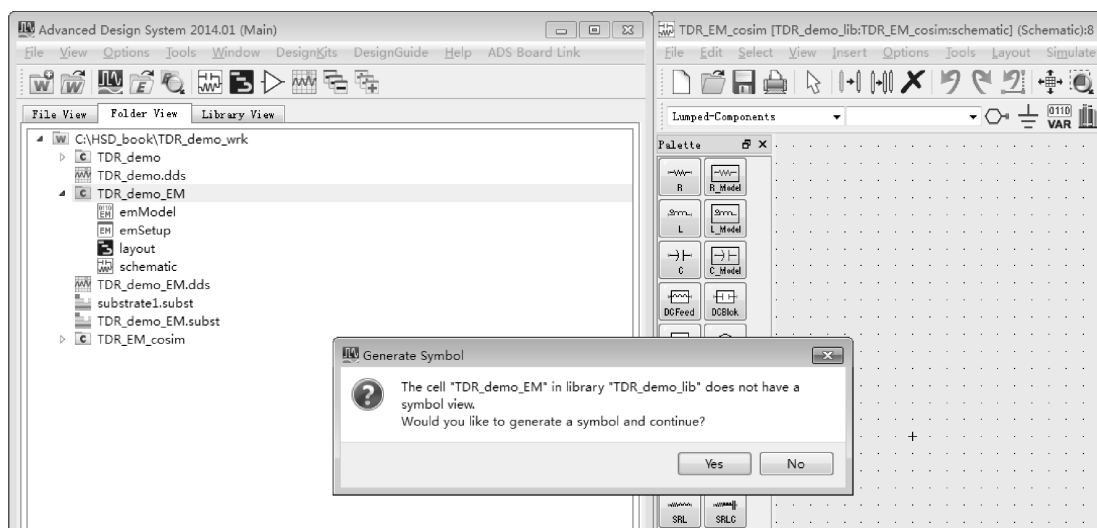 Advanced Design System 2014.01 (Main)
File View Options Tools Window DesignKits DesignGuide Help ADS Board Link
File View Folder View Library View
C:\HSD_book\TDR_demo_wrk
TDR_demo
TDR_demo.dds
TDR_demo_EM
emModel
emSetup
layout
schematic
TDR_demo_EM.dds
substrate1.subst
TDR_demo_EM.subst
TDR_EM_cosim
TDR_EM_cosim [TDR_demo_lib:TDR_EM_cosim:schematic] (Schematic):8
File Edit Select View Insert Options Tools Layout Simulate
Lumped-Components
0110
VAR
Palette
R R_Model
L L_Model
C C_Model
DCFeed DCBlok
SRL SRLC
Generate Symbol
The cell "TDR_demo_EM" in library "TDR_demo_lib" does not have a
symbol view.
Would you like to generate a symbol and continue?
Yes No